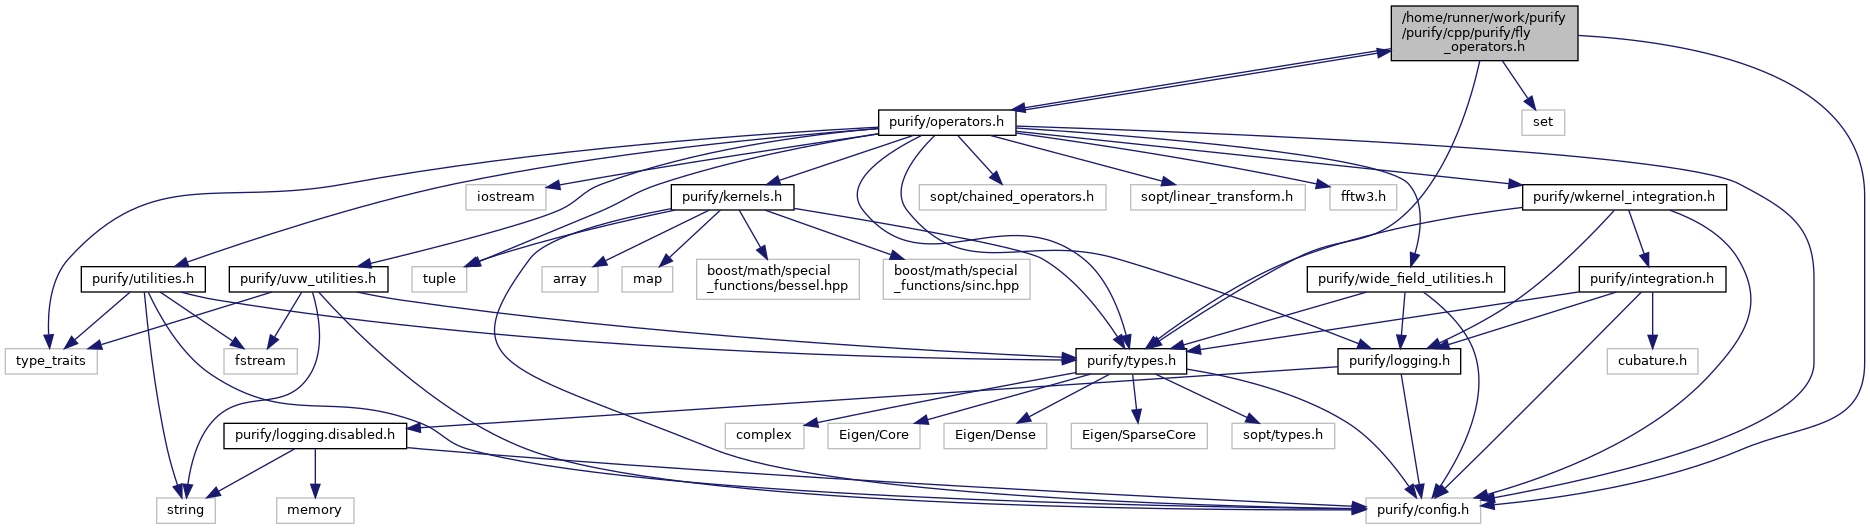 /home/runner/work/purify
/purify/cpp/purify/fly
_operators.h
purify/operators.h
set
iostream
purify/kernels.h
sopt/chained_operators.h
sopt/linear_transform.h
fftw3.h
purify/wkernel_integration.h
purify/utilities.h
purify/uvw_utilities.h
tuple
array
map
boost/math/special
_functions/bessel.hpp
boost/math/special
_functions/sinc.hpp
purify/wide_field_utilities.h
purify/integration.h
type_traits
fstream
purify/types.h
purify/logging.h
cubature.h
purify/logging.disabled.h
complex
Eigen/Core
Eigen/Dense
Eigen/SparseCore
sopt/types.h
string
memory
purify/config.h